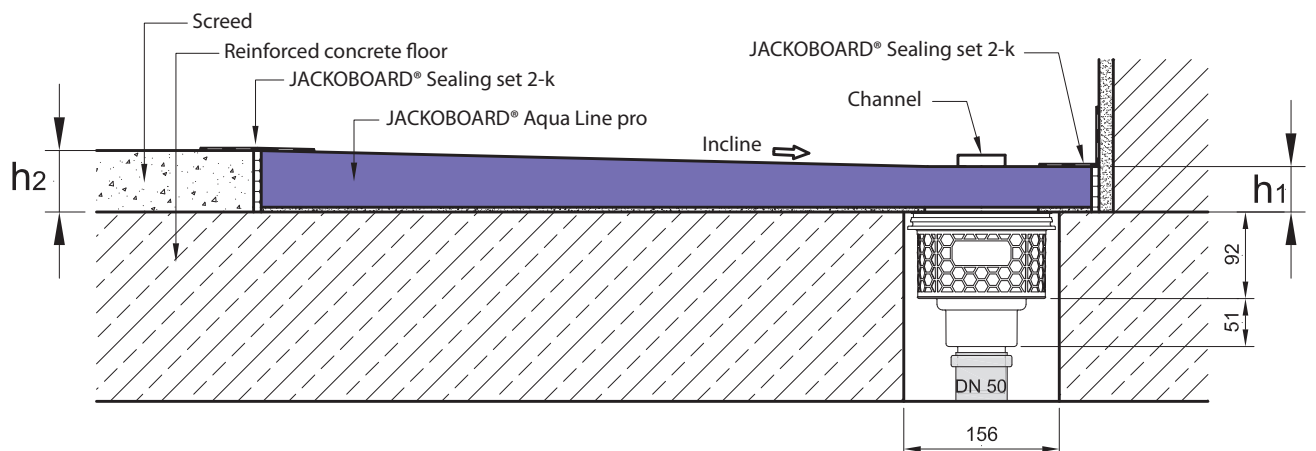 Screed
Reinforced concrete floor
JACKOBOARD® Sealing set 2-k
JACKOBOARD® Sealing set 2-k
Channel
JACKOBOARD® Aqua Line pro
Incline
h2
h1
92
51
DN 50
156